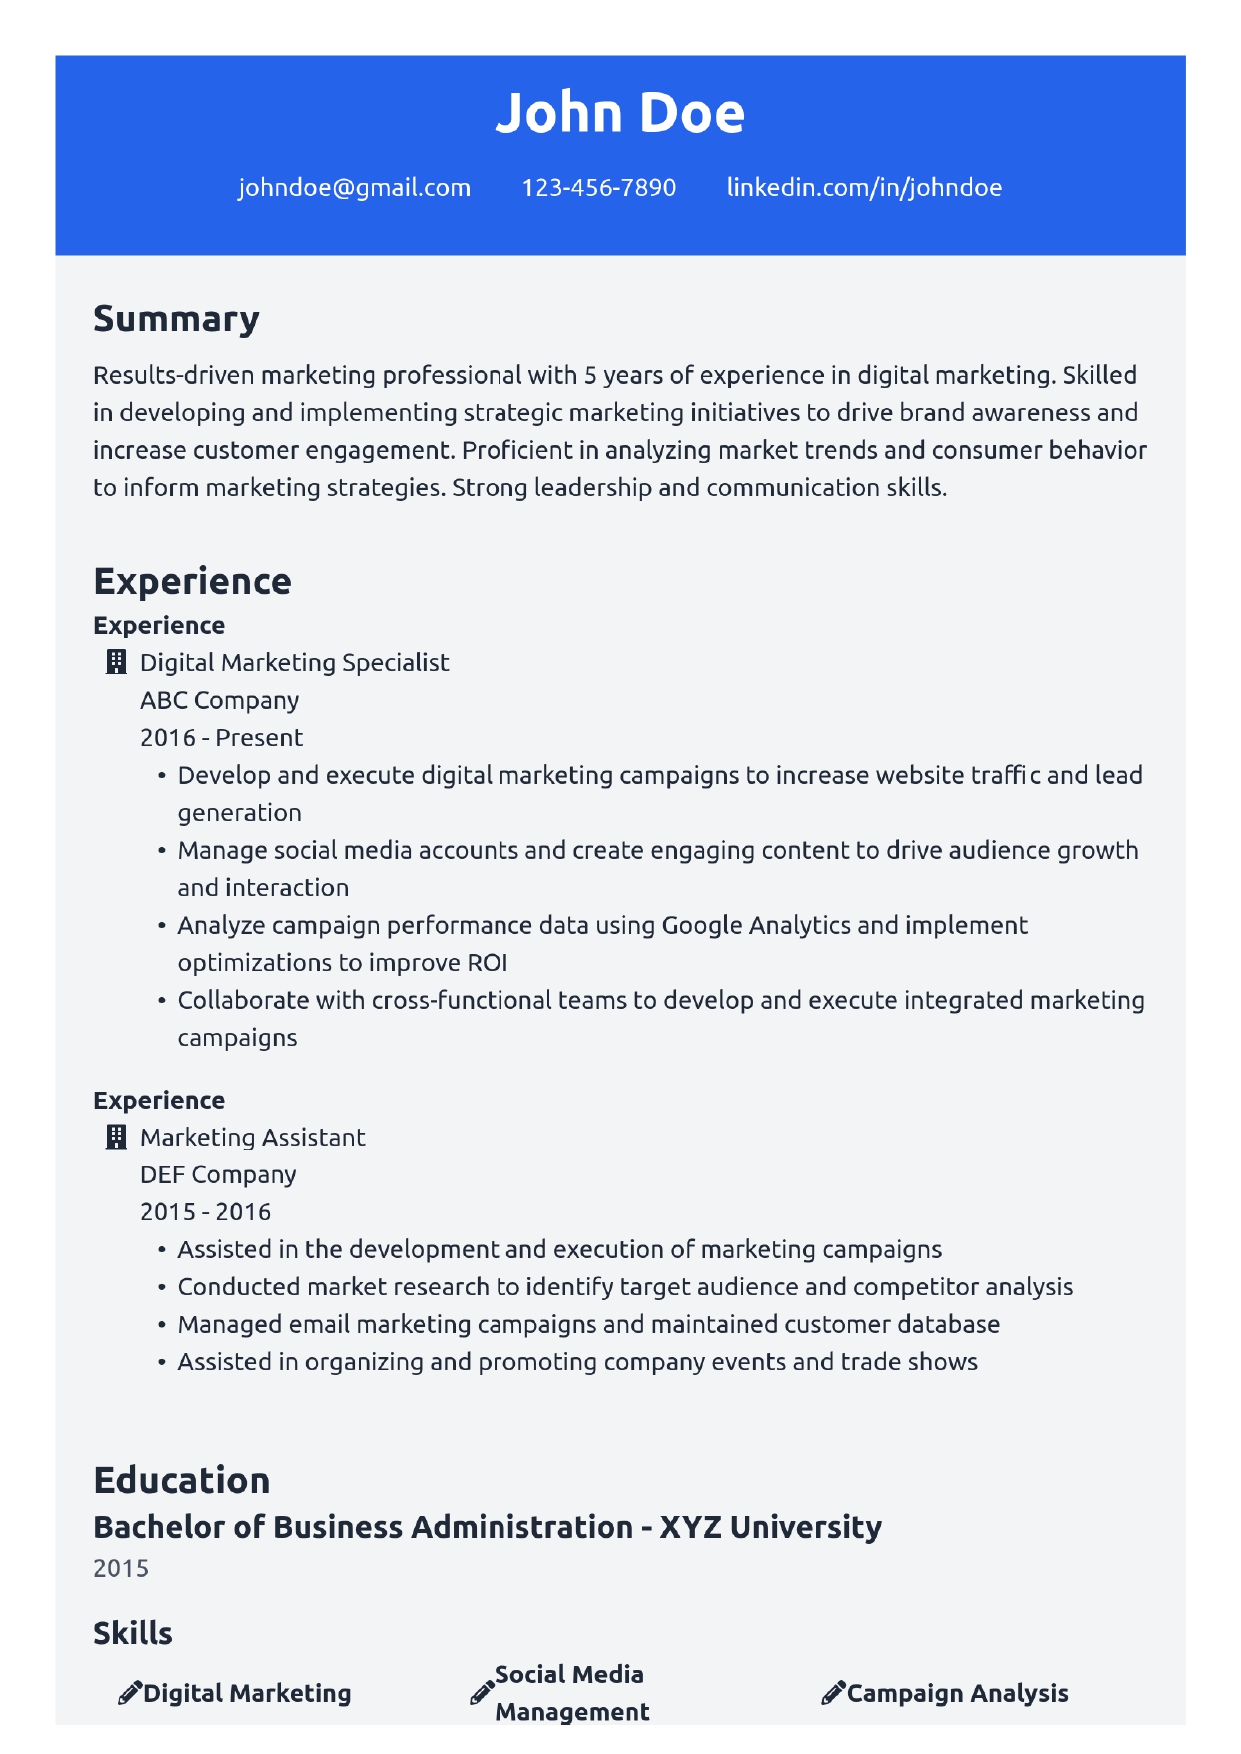 John Doe
johndoe@gmail.com 123-456-7890 linkedin.com/in/johndoe
Summary
Results-driven marketing professional with 5 years of experience in digital marketing. Skilled
in developing and implementing strategic marketing initiatives to drive brand awareness and
increase customer engagement. Proficient in analyzing market trends and consumer behavior
to inform marketing strategies. Strong leadership and communication skills.
Experience
Experience
Digital Marketing Specialist
ABC Company
2016 - Present
• Develop and execute digital marketing campaigns to increase website traffic and lead
generation
• Manage social media accounts and create engaging content to drive audience growth
and interaction
• Analyze campaign performance data using Google Analytics and implement
optimizations to improve ROI
• Collaborate with cross-functional teams to develop and execute integrated marketing
campaigns
Experience
Marketing Assistant
DEF Company
2015 - 2016
• Assisted in the development and execution of marketing campaigns
• Conducted market research to identify target audience and competitor analysis
• Managed email marketing campaigns and maintained customer database
• Assisted in organizing and promoting company events and trade shows
Education
Bachelor of Business Administration - XYZ University
2015
Skills
Digital Marketing
Social Media
Management
Campaign Analysis